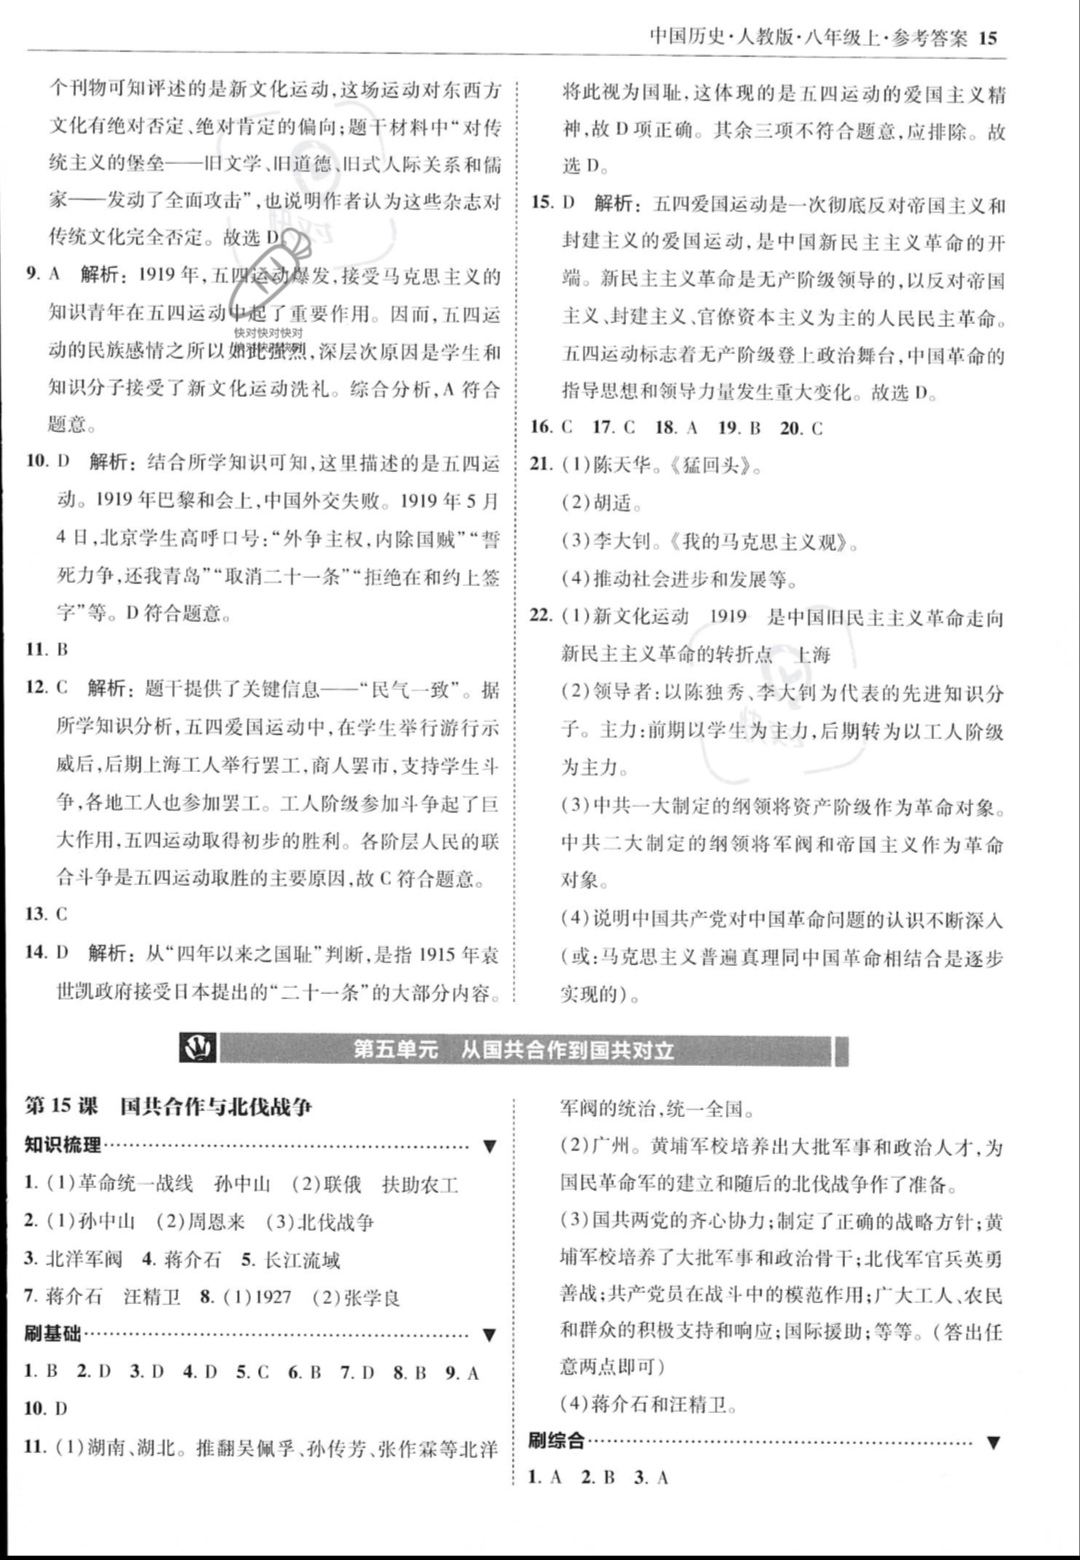 中国历史·人教版·八年级上·参考答案 15
个刊物可知评述的是新文化运动,这场运动对东西方
文化有绝对否定、绝对肯定的偏向;题干材料中“对传
统主义的堡垒——旧文学、旧道德、旧式人际关系和儒
家——发动了全面攻击”,也说明作者认为这些杂志对
传统文化完全否定。故选 D。
9. A 解析:1919 年,五四运动爆发,接受马克思主义的
知识青年在五四运动中起了重要作用。因而,五四运
动的民族感情之所以如此强烈,深层次原因是学生和
知识分子接受了新文化运动洗礼。综合分析,A 符合
题意。
10. D 解析:结合所学知识可知,这里描述的是五四运
动。1919 年巴黎和会上,中国外交失败。1919 年 5 月
4 日,北京学生高呼口号:“外争主权,内除国贼”“誓
死力争,还我青岛”“取消二十一条”“拒绝在和约上签
字”等。D 符合题意。
11. B
12. C 解析:题干提供了关键信息——“民气一致”。据
所学知识分析,五四爱国运动中,在学生举行游行示
威后,后期上海工人举行罢工,商人罢市,支持学生斗
争,各地工人也参加罢工。工人阶级参加斗争起了巨
大作用,五四运动取得初步的胜利。各阶层人民的联
合斗争是五四运动取胜的主要原因,故 C 符合题意。
13. C
14. D 解析:从“四年以来之国耻”判断,是指 1915 年袁
世凯政府接受日本提出的“二十一条”的大部分内容。
将此视为国耻,这体现的是五四运动的爱国主义精
神,故 D 项正确。其余三项不符合题意,应排除。故
选 D。
15. D 解析:五四爱国运动是一次彻底反对帝国主义和
封建主义的爱国运动,是中国新民主主义革命的开
端。新民主主义革命是无产阶级领导的,以反对帝国
主义、封建主义、官僚资本主义为主的人民民主革命。
五四运动标志着无产阶级登上政治舞台,中国革命的
指导思想和领导力量发生重大变化。故选 D。
16. C 17. C 18. A 19. B 20. C
21. (1)陈天华。《猛回头》。
(2)胡适。
(3)李大钊。《我的马克思主义观》。
(4)推动社会进步和发展等。
22. (1)新文化运动 1919 是中国旧民主主义革命走向
新民主主义革命的转折点 上海
(2)领导者:以陈独秀、李大钊为代表的先进知识分
子。主力:前期以学生为主力,后期转为以工人阶级
为主力。
(3)中共一大制定的纲领将资产阶级作为革命对象。
中共二大制定的纲领将军阀和帝国主义作为革命
对象。
(4)说明中国共产党对中国革命问题的认识不断深入
(或:马克思主义普遍真理同中国革命相结合是逐步
实现的)。
快对快对快对
第五单元 从国共合作到国共对立
第 15 课 国共合作与北伐战争
知识梳理
1. (1)革命统一战线 孙中山 (2)联俄 扶助农工
2. (1)孙中山 (2)周恩来 (3)北伐战争
3. 北洋军阀 4. 蒋介石 5. 长江流域
7. 蒋介石 汪精卫 8. (1)1927 (2)张学良
刷基础
1. B 2. D 3. D 4. D 5. C 6. B 7. D 8. B 9. A
10. D
11. (1)湖南、湖北。推翻吴佩孚、孙传芳、张作霖等北洋
军阀的统治,统一全国。
(2)广州。黄埔军校培养出大批军事和政治人才,为
国民革命军的建立和随后的北伐战争作了准备。
(3)国共两党的齐心协力;制定了正确的战略方针;黄
埔军校培养了大批军事和政治骨干;北伐军官兵英勇
善战;共产党员在战斗中的模范作用;广大工人、农民
和群众的积极支持和响应;国际援助;等等。(答出任
意两点即可)
(4)蒋介石和汪精卫。
刷综合
1. A 2. B 3. A